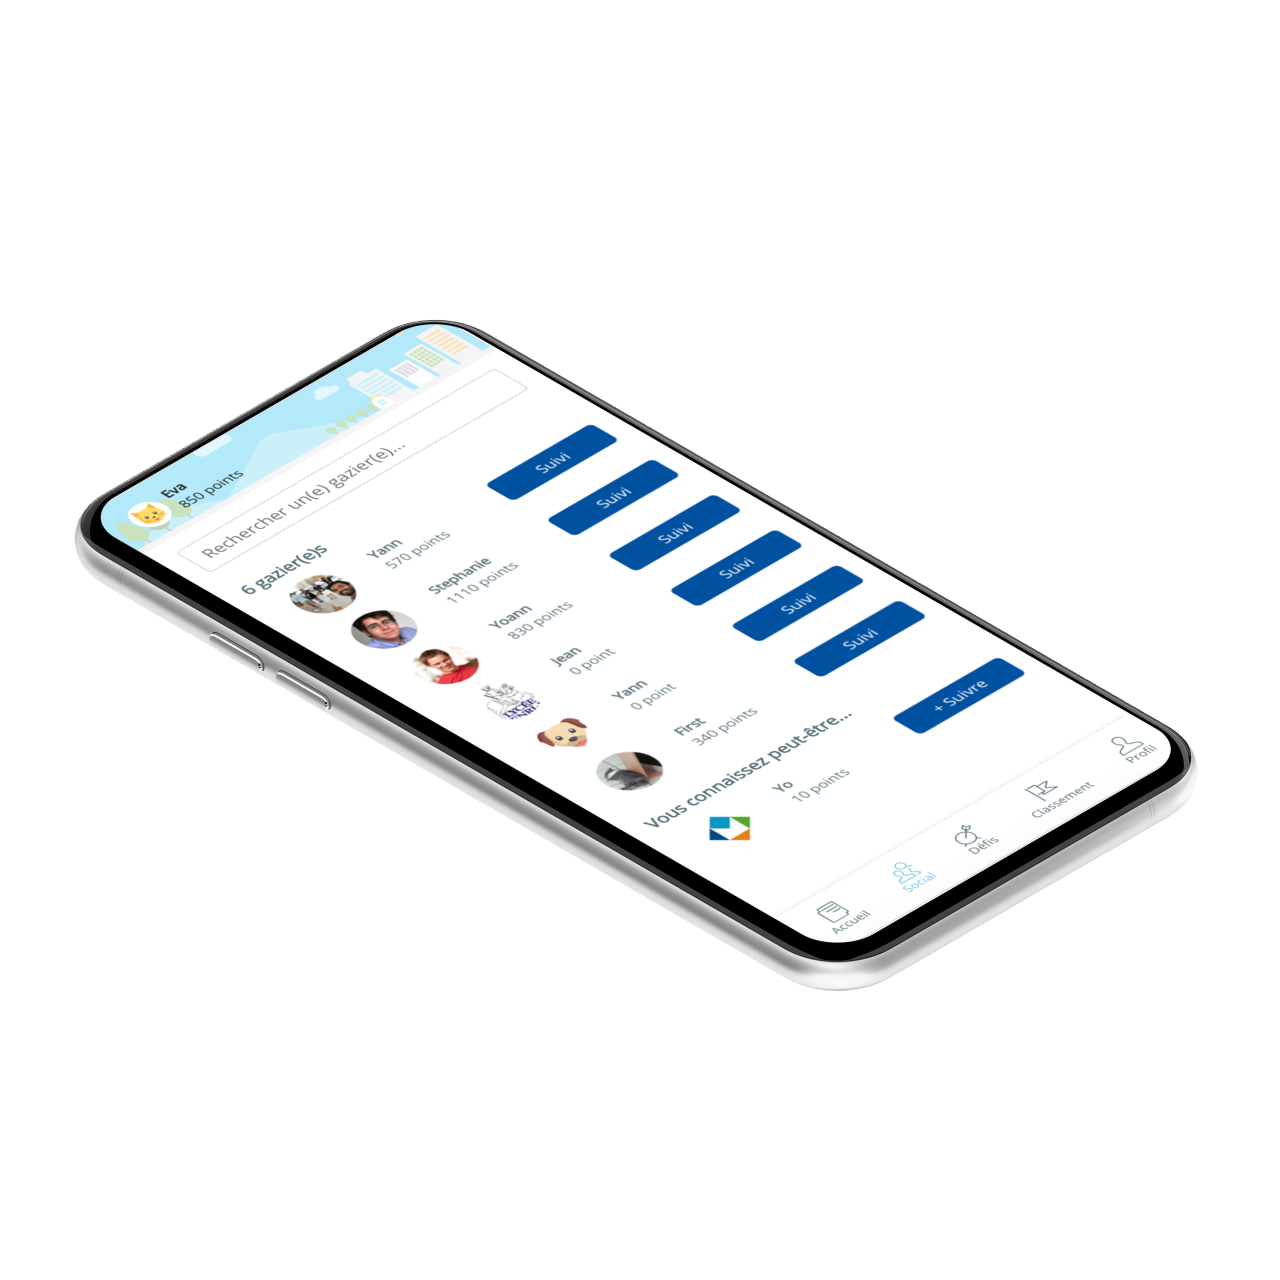 Eva
850 points
Rechercher un(e) gazier(e)...
6 gazier(e)s
Yann
570 points
Suivi
Stephanie
1110 points
Suivi
Yoann
830 points
Suivi
Jean
0 point
Suivi
LYCÉE
Yann
0 point
Suivi
First
340 points
Suivi
Vous connaissez peut-être...
Yo
10 points
+ Suivre
Accueil
Social
Défis
Classement
Profil